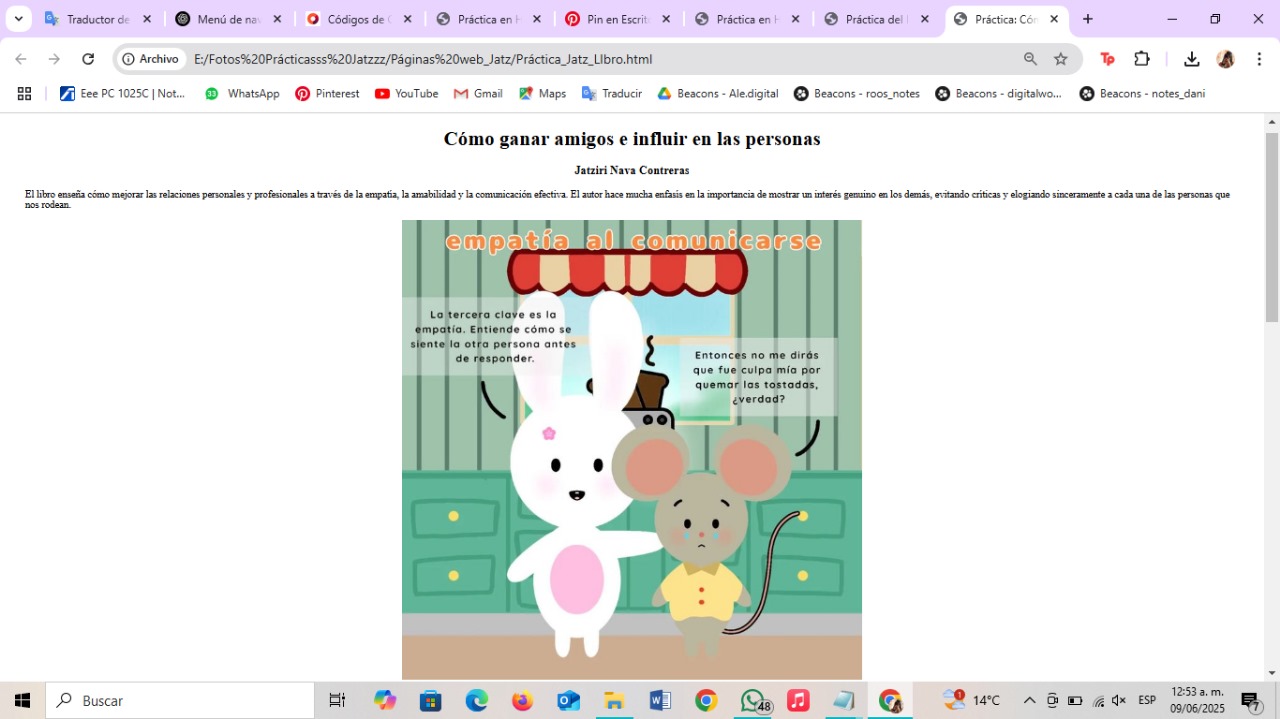 Traductor de
Menú de nav
Códigos de C
Práctica en H
Pin en Escrit
Práctica en H
Práctica del
Práctica: Cóm
Archivo
E:/Fotos%20Prácticasss%20Jatzzz/Páginas%20web_Jatz/Práctica_Jatz_LIbro.html
Eee PC 1025C | Not...
WhatsApp
Pinterest
YouTube
Gmail
Maps
Traducir
Beacons - Ale.digital
Beacons - roos_notes
Beacons - digitalwo...
Beacons - notes_dani
Cómo ganar amigos e influir en las personas
Jatziri Nava Contreras
El libro enseña cómo mejorar las relaciones personales y profesionales a través de la empatía, la amabilidad y la comunicación efectiva. El autor hace mucha enfasis en la importancia de mostrar un interés genuino en los demás, evitando críticas y elogiando sinceramente a cada una de las personas que
nos rodean.
empatía al comunicarse
La tercera clave es la
empatía. Entiende cómo se
siente la otra persona antes
de responder.
Entonces no me dirás
que fue culpa mía por
quemar las tostadas,
¿verdad?
Buscar
48
1
14°C
ESP
12:53 a. m.
09/06/2025
7